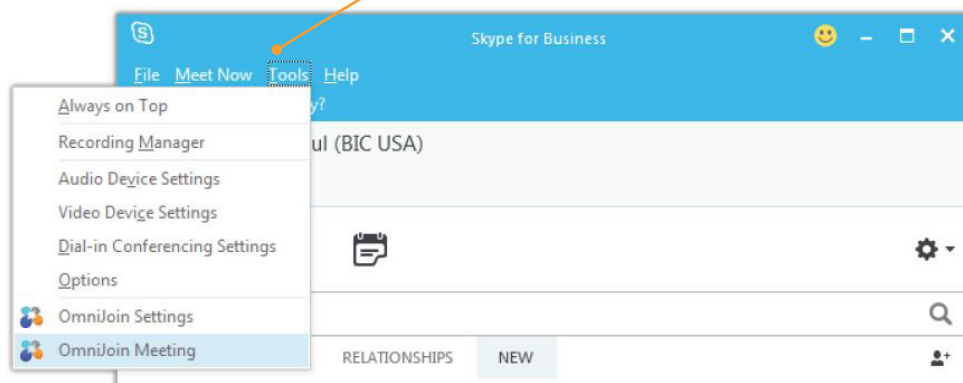 Skype for Business
File Meet Now Tools Help
y?
Always on Top
Recording Manager
ul (BIC USA)
Audio Device Settings
Video Device Settings
Dial-in Conferencing Settings
Options
OmniJoin Settings
OmniJoin Meeting
RELATIONSHIPS NEW